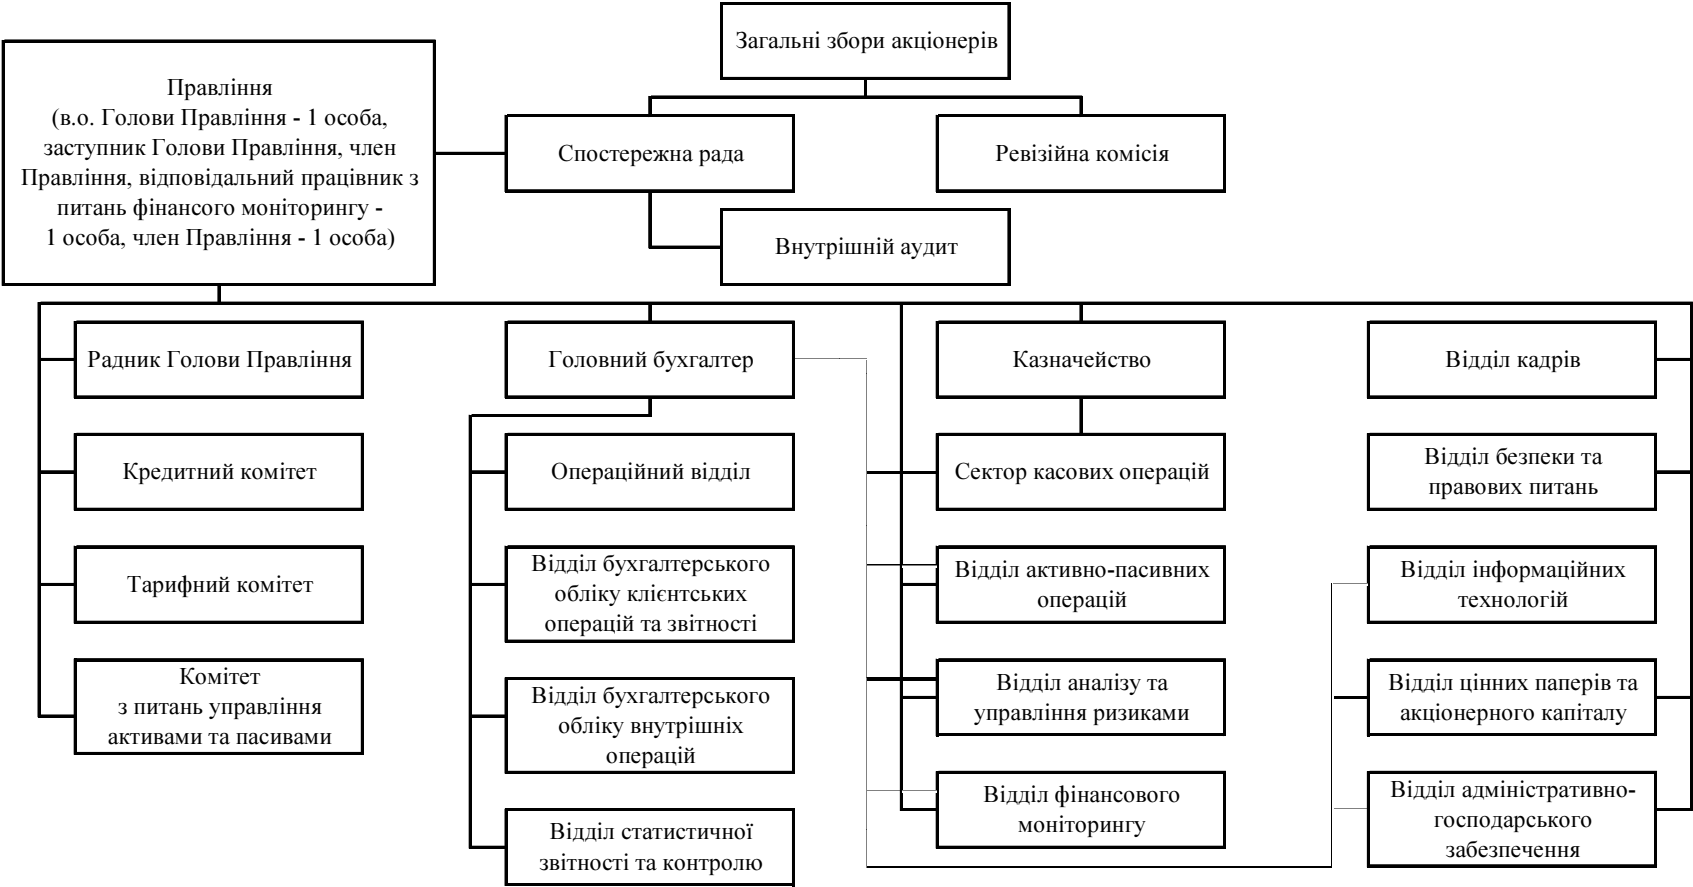 Загальні збори акціонерів
Правління
(в.о. Голови Правління - 1 особа,
заступник Голови Правління, член
Правління, відповідальний працівник з
питань фінансого моніторингу -
1 особа, член Правління - 1 особа)
Спостережна рада
Ревізійна комісія
Внутрішній аудит
Радник Голови Правління
Головний бухгалтер
Казначейство
Відділ кадрів
Кредитний комітет
Операційний відділ
Сектор касових операцій
Відділ безпеки та
правових питань
Тарифний комітет
Відділ бухгалтерського
обліку клієнтських
операцій та звітності
Відділ активно-пасивних
операцій
Відділ інформаційних
технологій
Комітет
з питань управління
активами та пасивами
Відділ бухгалтерського
обліку внутрішніх
операцій
Відділ аналізу та
управління ризиками
Відділ цінних паперів та
акціонерного капіталу
Відділ статистичної
звітності та контролю
Відділ фінансового
моніторингу
Відділ адміністративно-
господарського
забезпечення